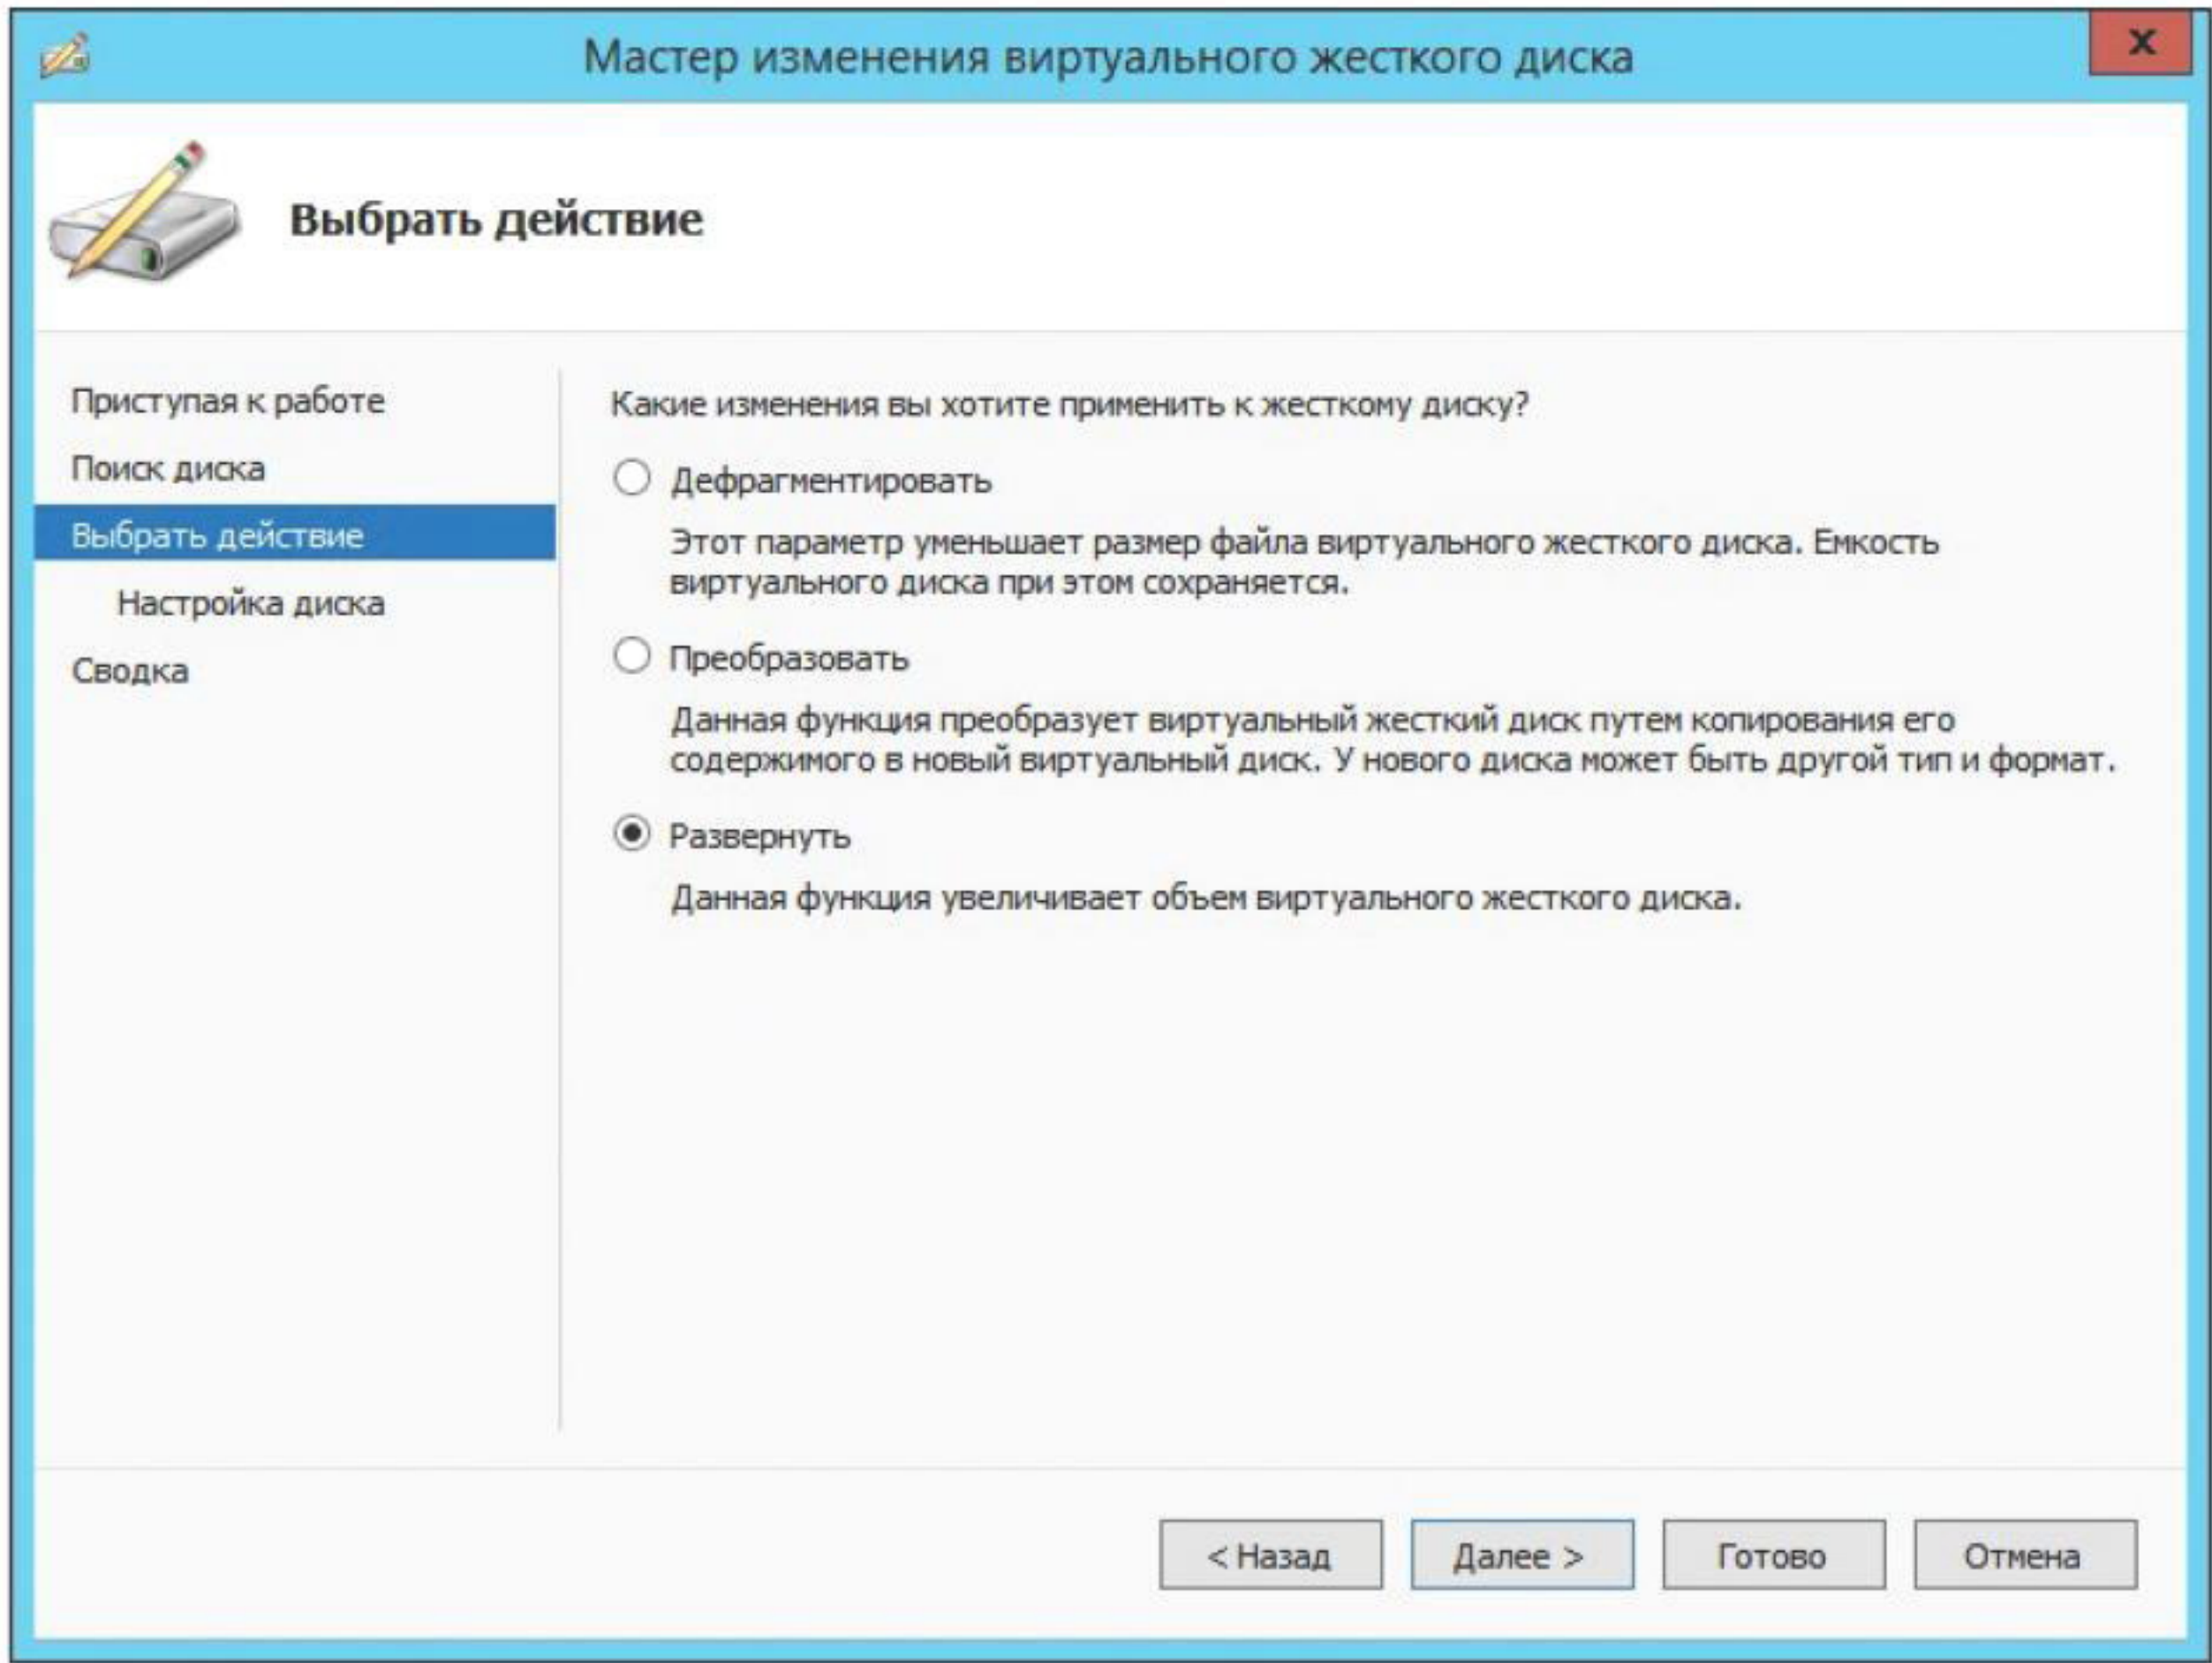 Мастер изменения виртуального жесткого диска
x
Выбрать действие
Приступая к работе
Поиск диска
Выбрать действие
Настройка диска
Сводка
Какие изменения вы хотите применить к жесткому диску?
Дефрагментировать
Этот параметр уменьшает размер файла виртуального жесткого диска. Емкость
виртуального диска при этом сохраняется.
Преобразовать
Данная функция преобразует виртуальный жесткий диск путем копирования его
содержимого в новый виртуальный диск. У нового диска может быть другой тип и формат.
Развернуть
Данная функция увеличивает объем виртуального жесткого диска.
< Назад
Далее >
Готово
Отмена